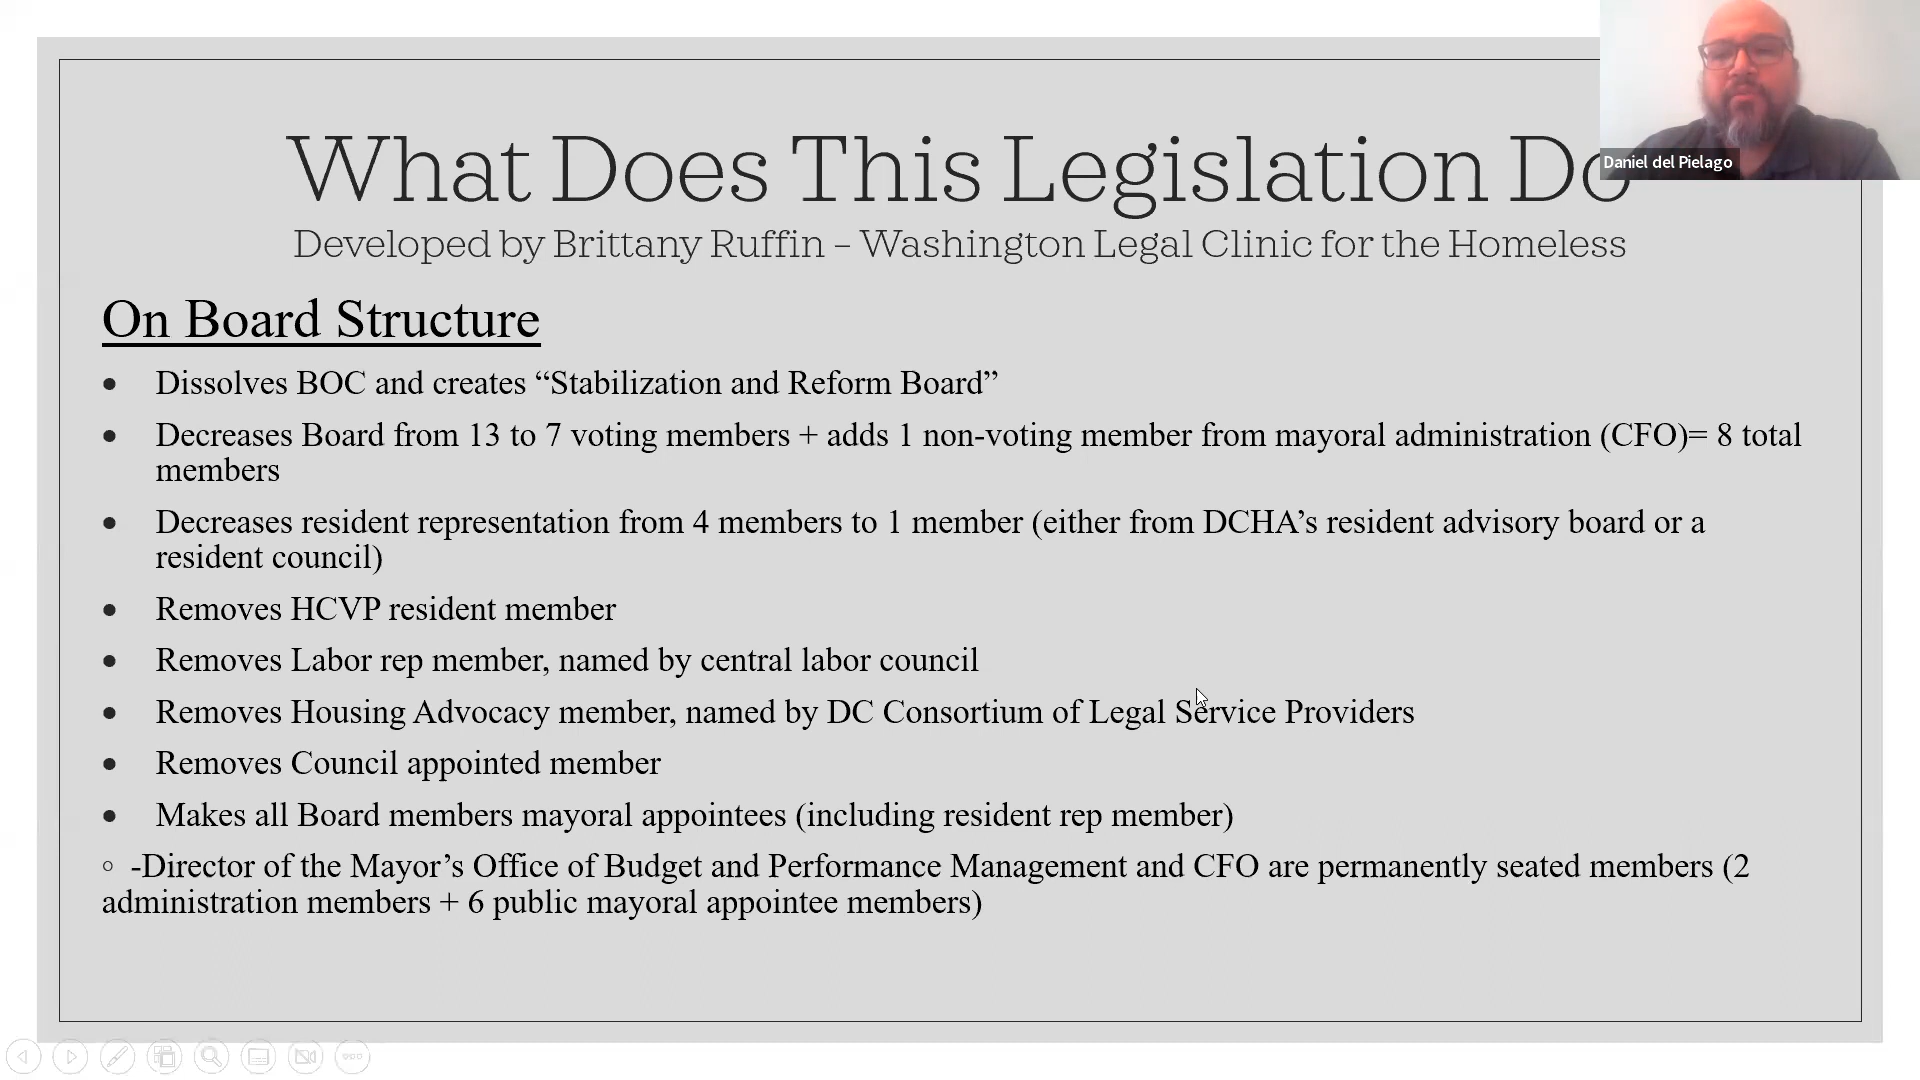 What Does This Legislation Do
Daniel del Pielago
Developed by Brittany Ruffin – Washington Legal Clinic for the Homeless
On Board Structure
• Dissolves BOC and creates “Stabilization and Reform Board”
• Decreases Board from 13 to 7 voting members + adds 1 non-voting member from mayoral administration (CFO)= 8 total
members
• Decreases resident representation from 4 members to 1 member (either from DCHA’s resident advisory board or a
resident council)
• Removes HCVP resident member
• Removes Labor rep member, named by central labor council
• Removes Housing Advocacy member, named by DC Consortium of Legal Service Providers
• Removes Council appointed member
• Makes all Board members mayoral appointees (including resident rep member)
◦ -Director of the Mayor’s Office of Budget and Performance Management and CFO are permanently seated members (2
administration members + 6 public mayoral appointee members)